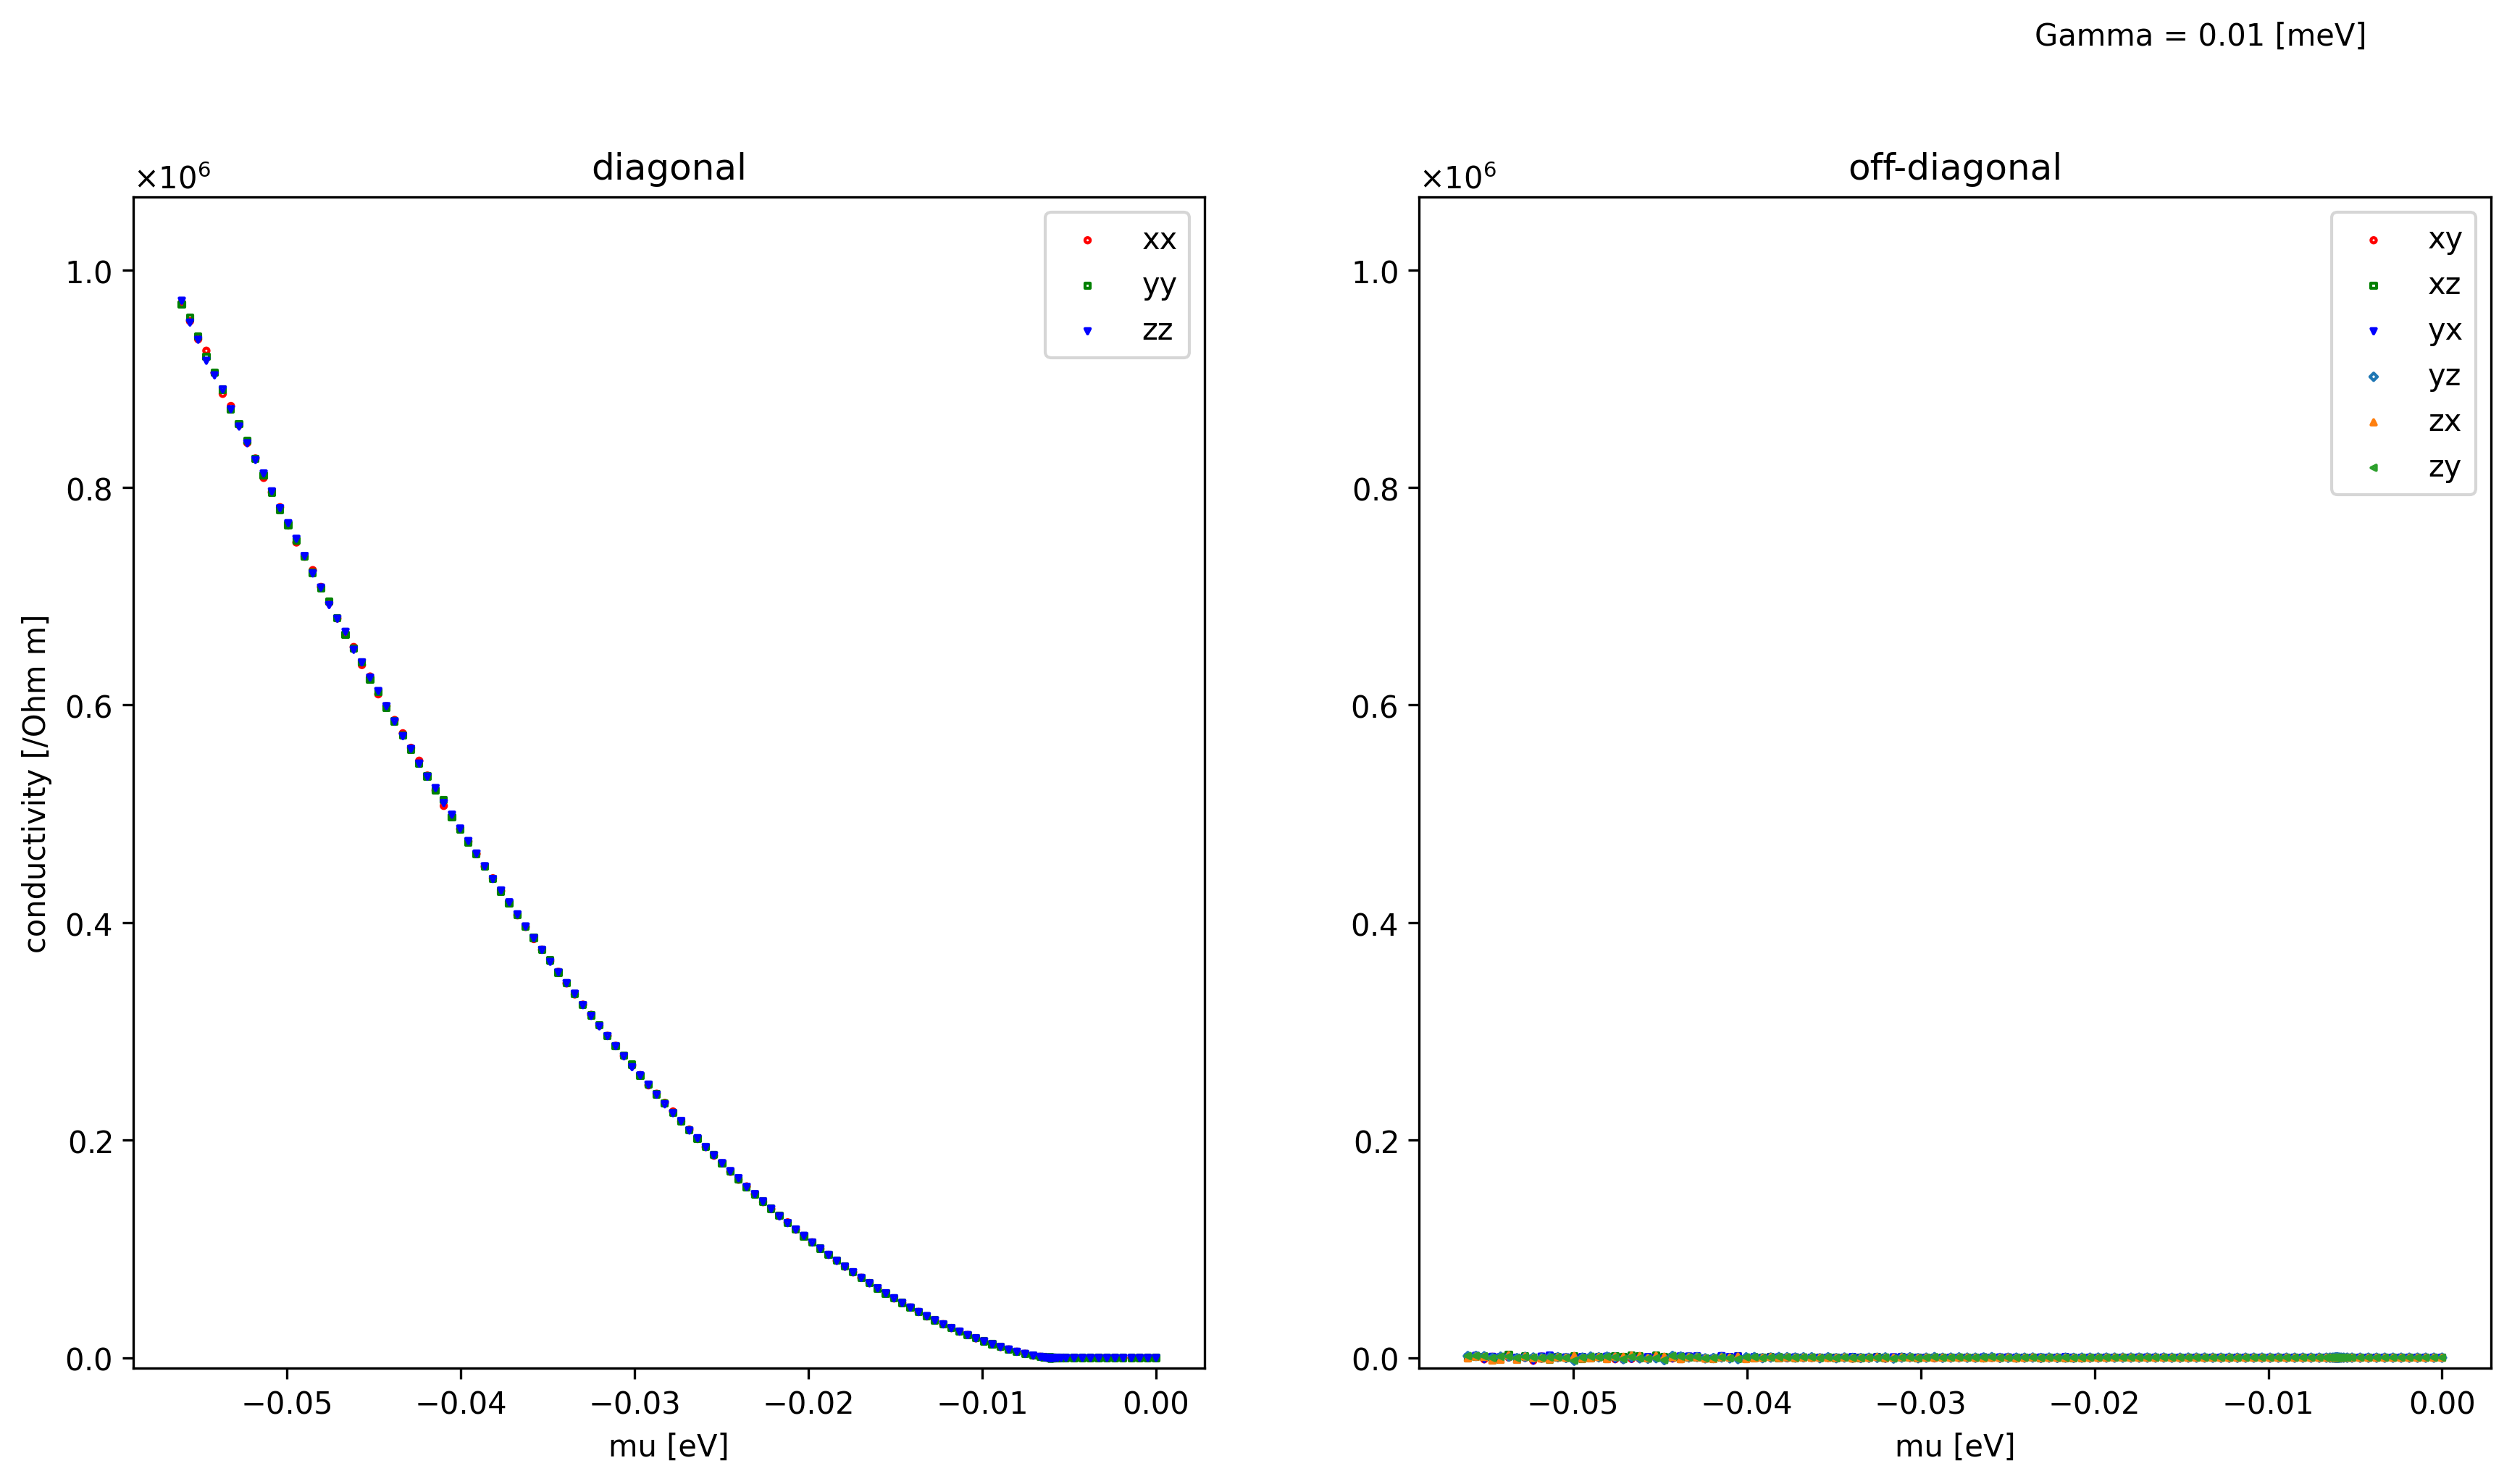 Gamma = 0.01 [meV]
diagonal
×10⁶
1.0
0.8
0.6
0.4
0.2
0.0
conductivity [/Ohm m]
xx
yy
zz
−0.05
−0.04
−0.03
−0.02
−0.01
0.00
mu [eV]
off-diagonal
×10⁶
1.0
0.8
0.6
0.4
0.2
0.0
xy
xz
yx
yz
zx
zy
−0.05
−0.04
−0.03
−0.02
−0.01
0.00
mu [eV]